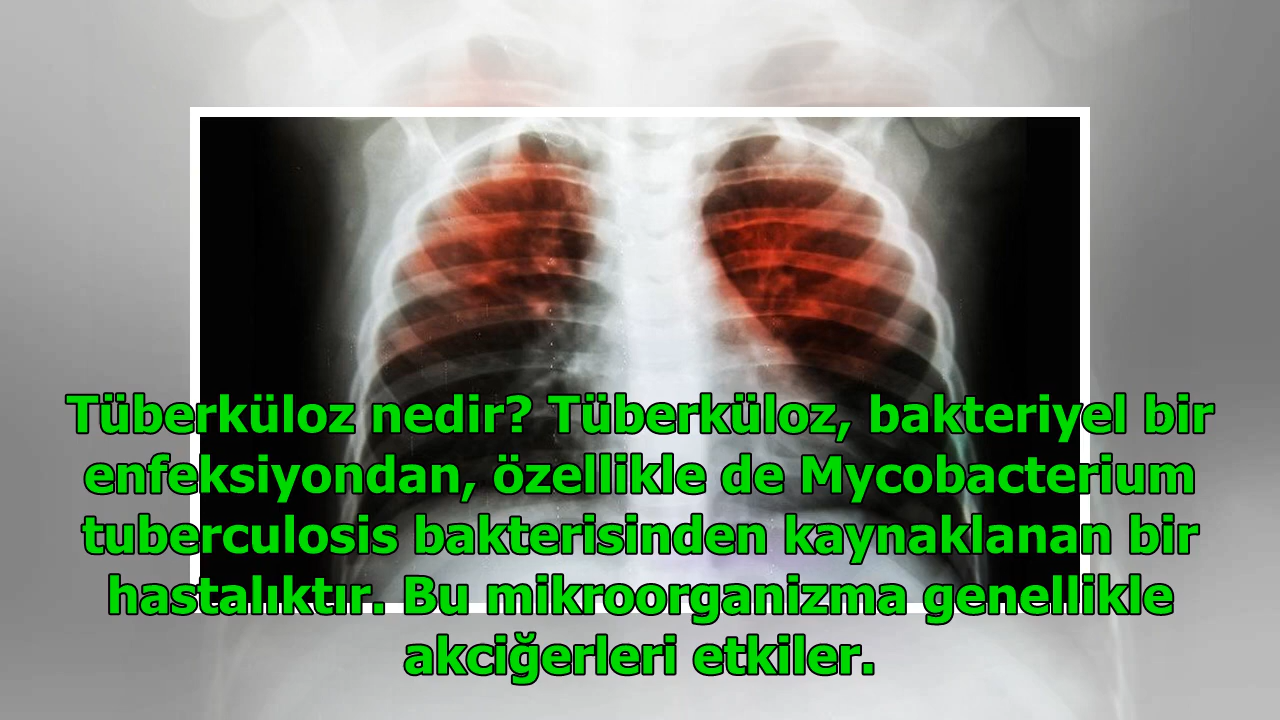 Tüberküloz nedir? Tüberküloz, bakteriyel bir
enfeksiyondan, özellikle de Mycobacterium
tuberculosis bakterisinden kaynaklanan bir
hastalıktır. Bu mikroorganizma genellikle
akciğerleri etkiler.